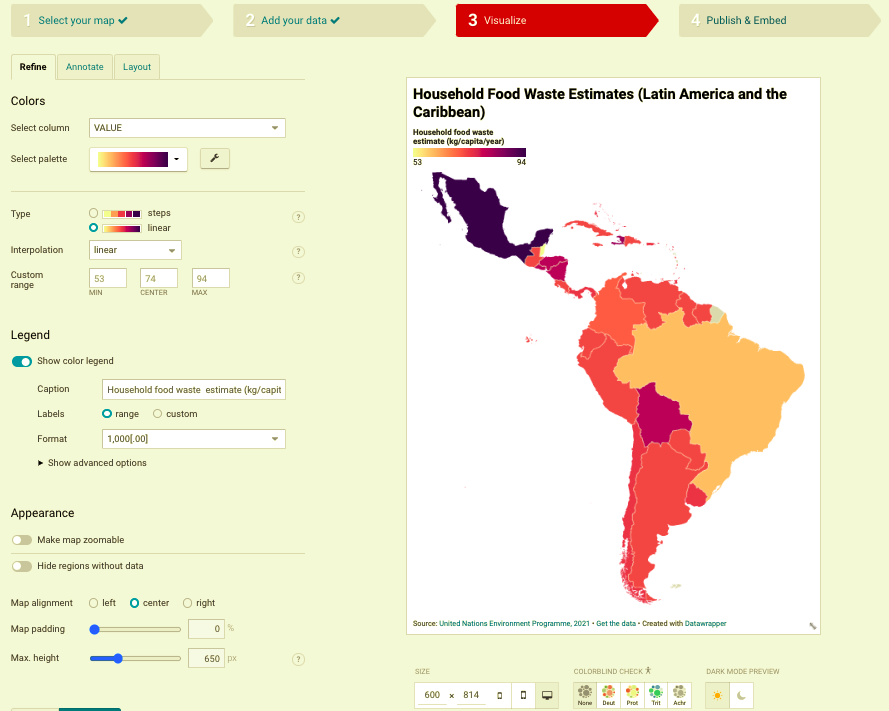 1 Select your map
2 Add your data
3 Visualize
4 Publish & Embed
Refine
Annotate
Layout
Colors
Select column
VALUE
Select palette
Type
steps
linear
?
Interpolation
linear
?
Custom
range
53
74
94
?
MIN
CENTER
MAX
Legend
Show color legend
Caption
Household food waste estimate (kg/capit
Labels
range
custom
Format
1,000[.00]
Show advanced options
Appearance
Make map zoomable
Hide regions without data
Map alignment
left
center
right
Map padding
0
%
Max. height
650
px
?
Household Food Waste Estimates (Latin America and the
Caribbean)
Household food waste
estimate (kg/capita/year)
53
94
Source: United Nations Environment Programme, 2021 • Get the data • Created with Datawrapper
SIZE
600 × 814
COLORBLIND CHECK
None
Deut
Prot
Trit
Achr
DARK MODE PREVIEW